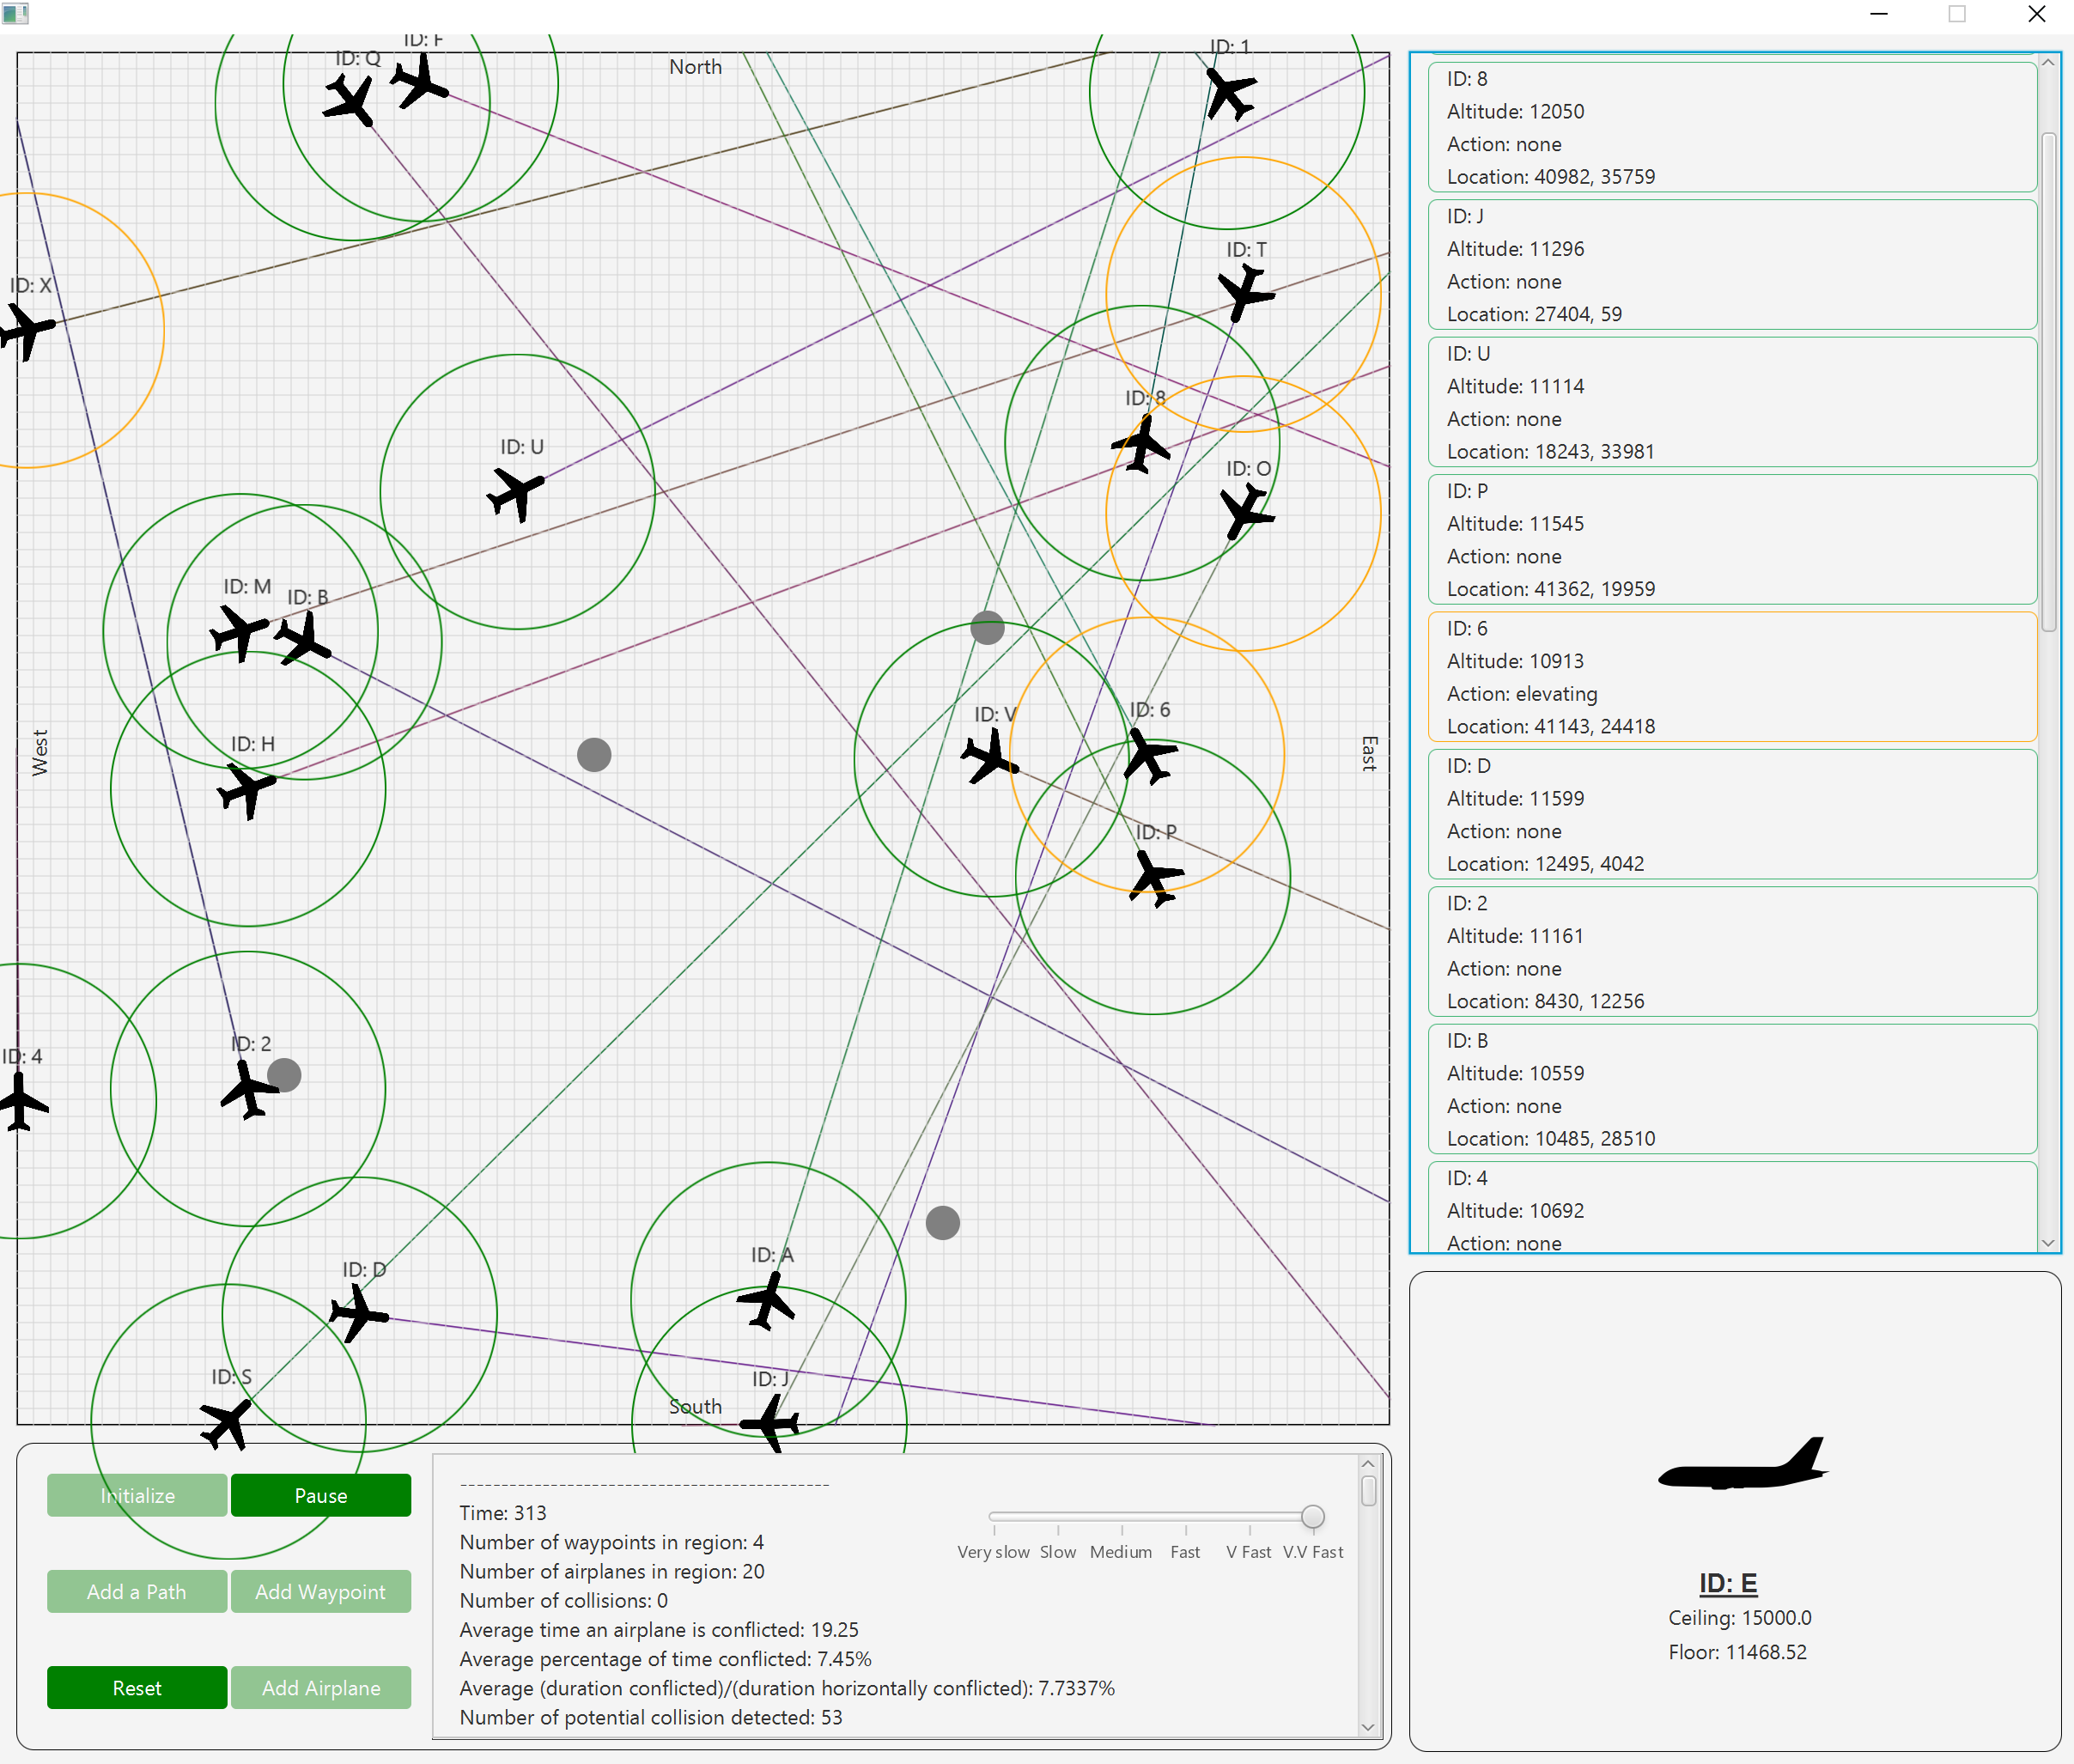 ID: F
ID: Q
ID: 1
North
ID: T
ID: X
ID: 8
ID: U
ID: O
ID: M
ID: B
ID: V
ID: 6
ID: H
West
East
ID: P
ID: 2
ID: 4
ID: A
ID: D
ID: S
ID: J
South
ID: 8
Altitude: 12050
Action: none
Location: 40982, 35759
ID: J
Altitude: 11296
Action: none
Location: 27404, 59
ID: U
Altitude: 11114
Action: none
Location: 18243, 33981
ID: P
Altitude: 11545
Action: none
Location: 41362, 19959
ID: 6
Altitude: 10913
Action: elevating
Location: 41143, 24418
ID: D
Altitude: 11599
Action: none
Location: 12495, 4042
ID: 2
Altitude: 11161
Action: none
Location: 8430, 12256
ID: B
Altitude: 10559
Action: none
Location: 10485, 28510
ID: 4
Altitude: 10692
Action: none
Initialize
Pause
Add a Path
Add Waypoint
Reset
Add Airplane
--------------------------------------------
Time: 313
Number of waypoints in region: 4
Number of airplanes in region: 20
Number of collisions: 0
Average time an airplane is conflicted: 19.25
Average percentage of time conflicted: 7.45%
Average (duration conflicted)/(duration horizontally conflicted): 7.7337%
Number of potential collision detected: 53
Very slow Slow Medium Fast V Fast V.V Fast
ID: E
Ceiling: 15000.0
Floor: 11468.52